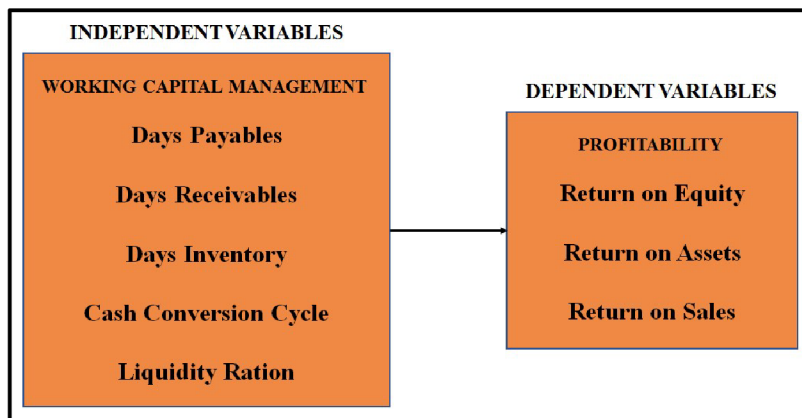 INDEPENDENT VARIABLES
WORKING CAPITAL MANAGEMENT
Days Payables
Days Receivables
Days Inventory
Cash Conversion Cycle
Liquidity Ration
DEPENDENT VARIABLES
PROFITABILITY
Return on Equity
Return on Assets
Return on Sales